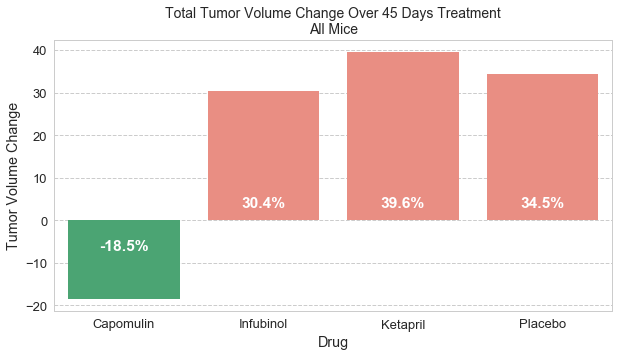 Total Tumor Volume Change Over 45 Days Treatment
All Mice
Tumor Volume Change
40
30
20
10
0
−10
−20
30.4%
39.6%
34.5%
-18.5%
Capomulin
Infubinol
Ketapril
Placebo
Drug